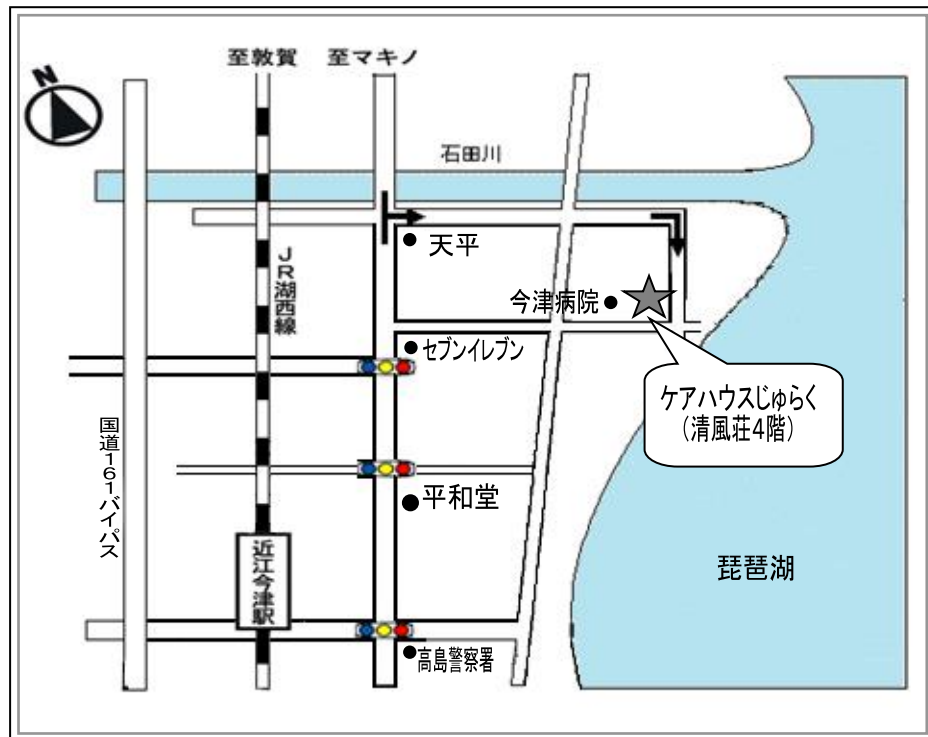 至敦賀
至マキノ
N
石田川
天平
JR湖西線
今津病院
セブンイレブン
ケアハウスじゅらく
(清風荘4階)
国道161バイパス
平和堂
近江今津駅
琵琶湖
高島警察署